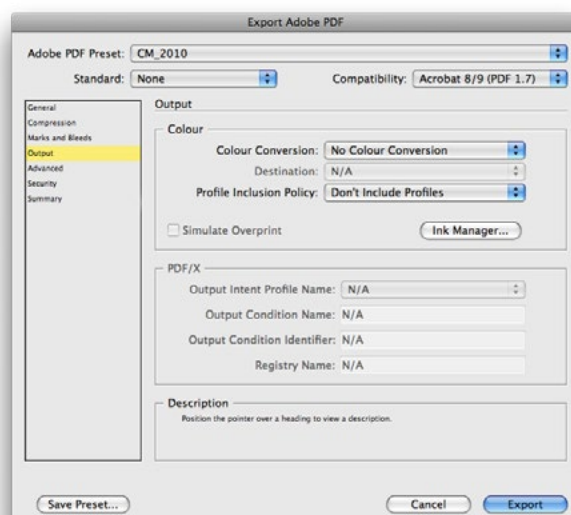 Export Adobe PDF
Adobe PDF Preset: CM_2010
Standard: None Compatibility: Acrobat 8/9 (PDF 1.7)
General
Compression
Marks and Bleeds
Output
Advanced
Security
Summary
Output
Colour
Colour Conversion: No Colour Conversion
Destination: N/A
Profile Inclusion Policy: Don't Include Profiles
Simulate Overprint Ink Manager...
PDF/X
Output Intent Profile Name: N/A
Output Condition Name: N/A
Output Condition Identifier: N/A
Registry Name: N/A
Description
Position the pointer over a heading to view a description.
Save Preset... Cancel Export